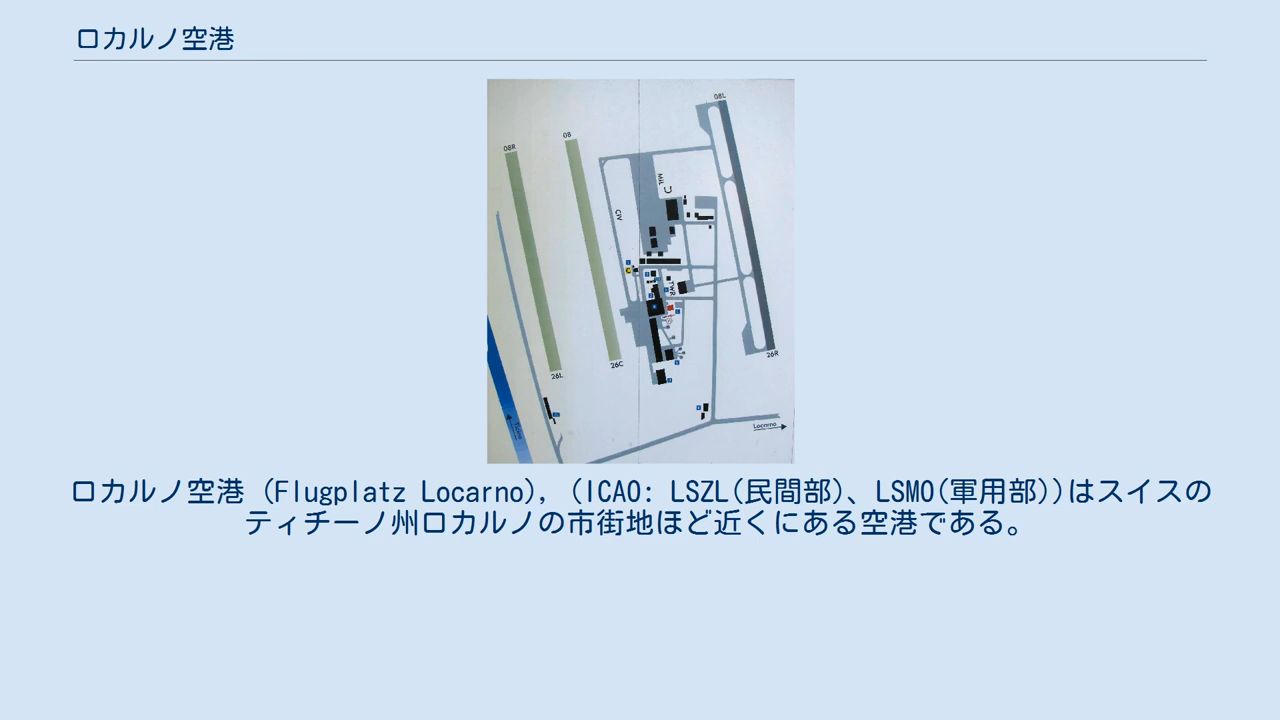 ロカルノ空港
08L
08
08R
MIL
CIV
TWR
26R
26C
26L
Locarno
Ticino
ロカルノ空港 (Flugplatz Locarno), (ICAO: LSZL(民間部)、LSMO(軍用部))はスイスの
ティチーノ州ロカルノの市街地ほど近くにある空港である。